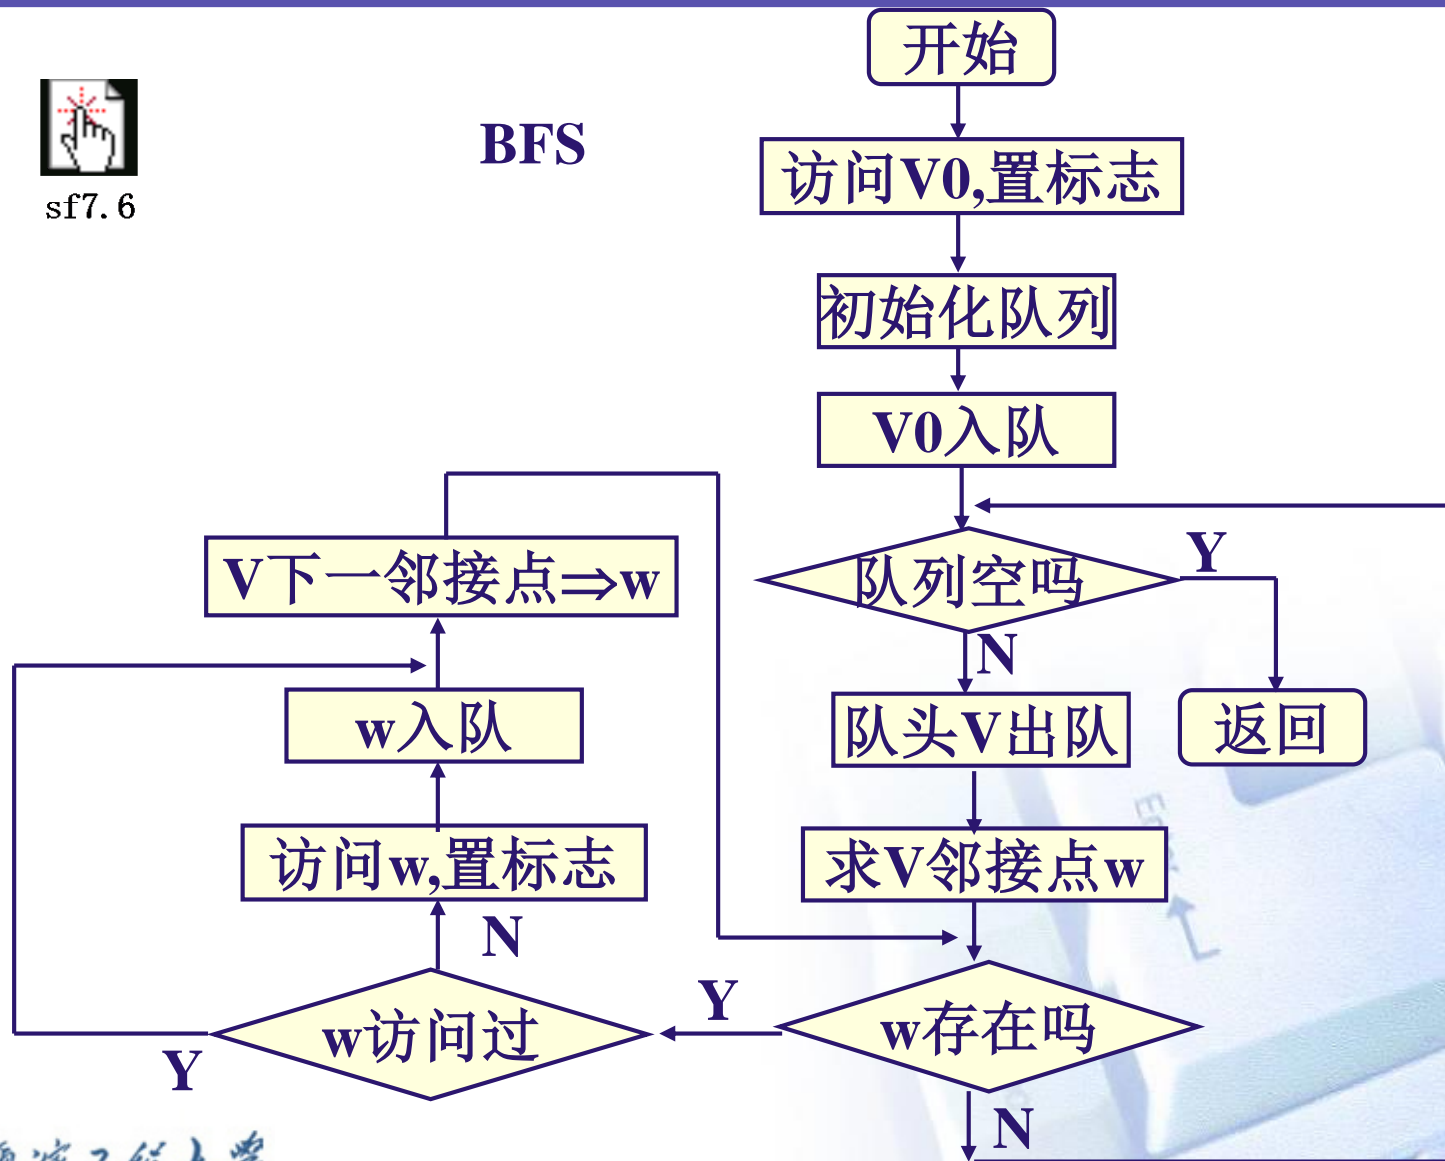 开始
sf7.6
BFS
访问V0,置标志
初始化队列
V0入队
V下一邻接点⇒w
队列空吗
Y
N
w入队
队头V出队
返回
访问w,置标志
求V邻接点w
N
w访问过
Y
w存在吗
Y
N